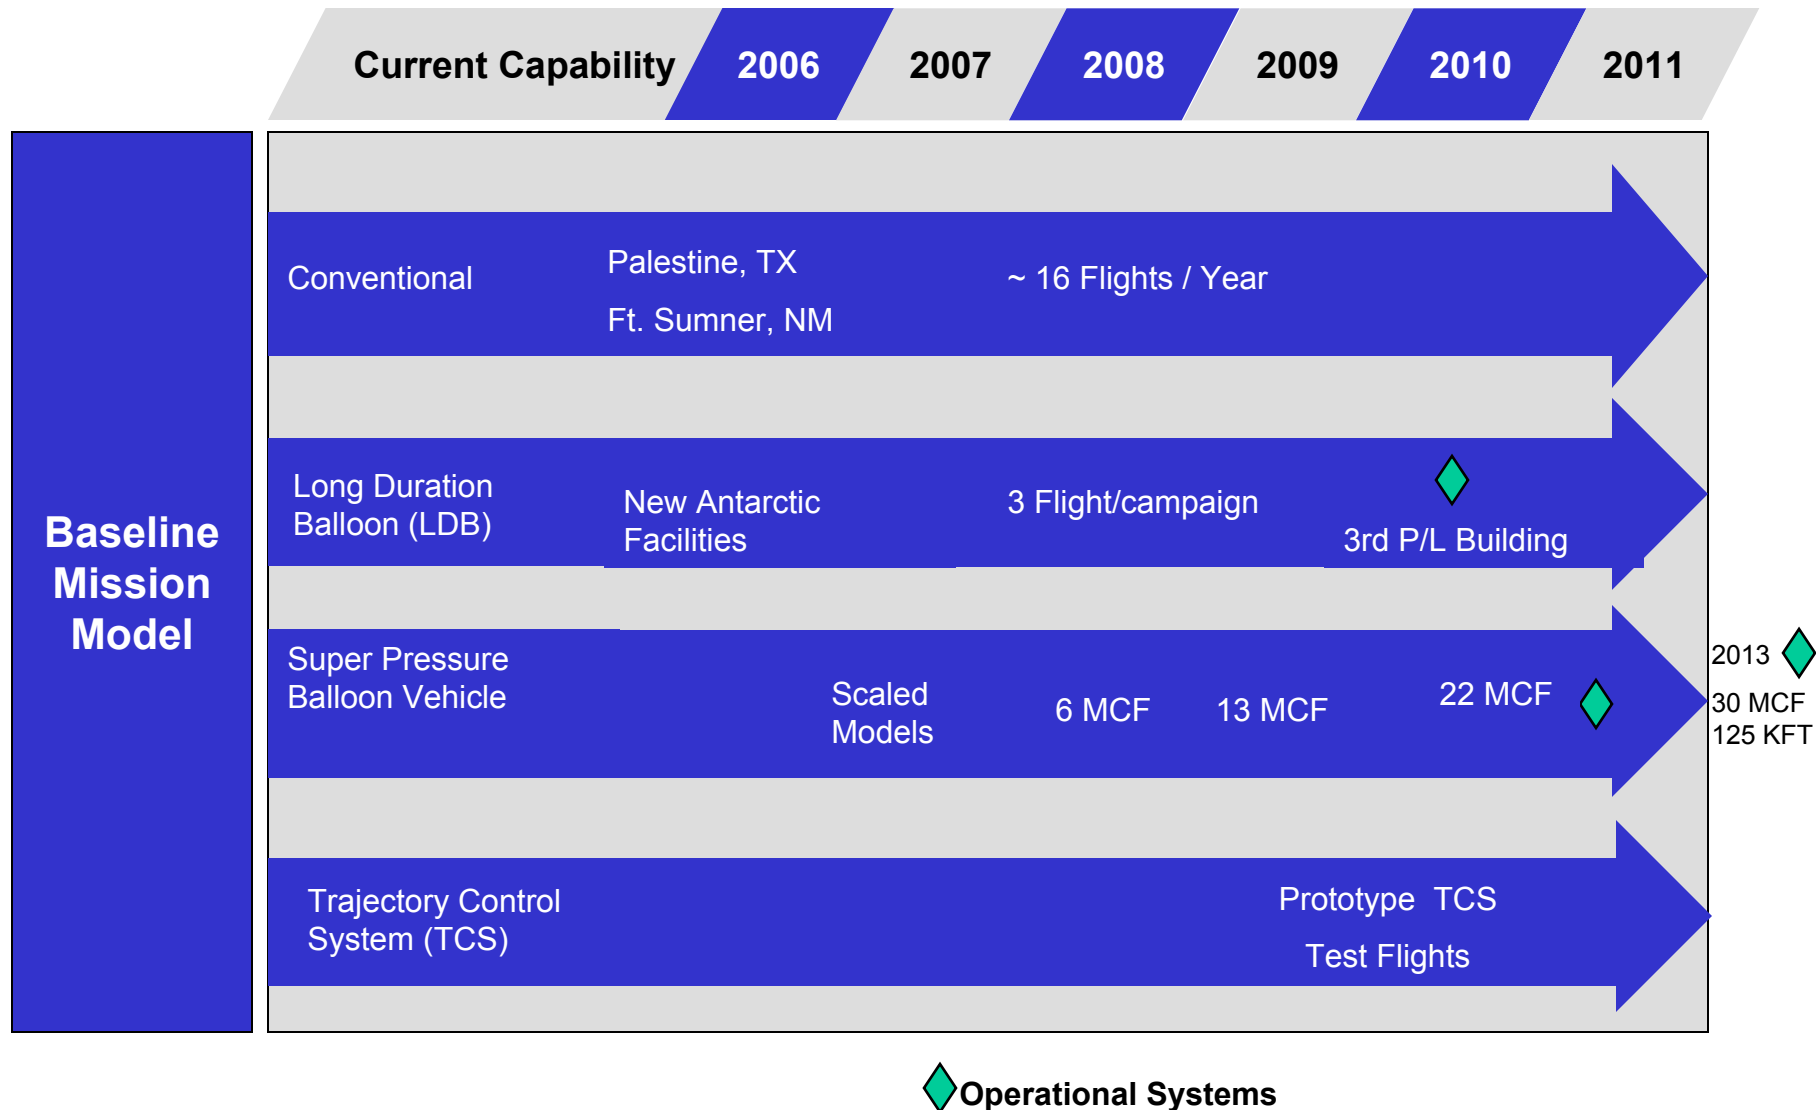 Current Capability
2006
2007
2008
2009
2010
2011
Baseline
Mission
Model
Conventional
Palestine, TX
Ft. Sumner, NM
~ 16 Flights / Year
Long Duration
Balloon (LDB)
New Antarctic
Facilities
3 Flight/campaign
3rd P/L Building
Super Pressure
Balloon Vehicle
Scaled
Models
6 MCF
13 MCF
22 MCF
2013
30 MCF
125 KFT
Trajectory Control
System (TCS)
Prototype  TCS
Test Flights
Operational Systems